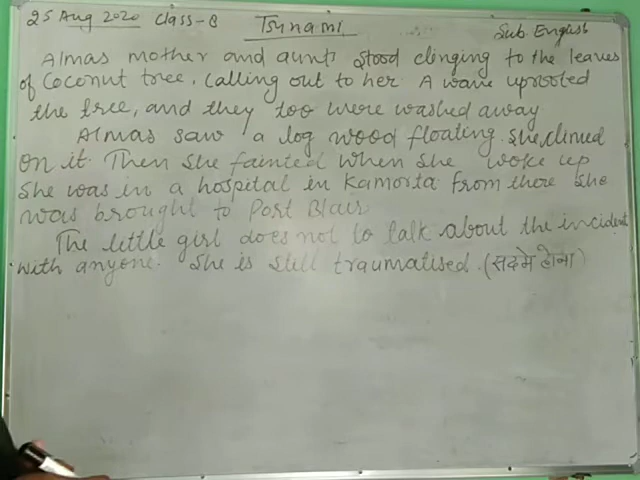 25 Aug 2020 Class-8 Tsunami Sub English
Almas mother and aunts stood clinging to the leaves
of Coconut tree, calling out to her. A wave uprooted
the tree, and they too were washed away
Almas saw a log wood floating. She climed
on it. Then she fainted when she woke up
she was in a hospital in Kamorta from there she
was brought to Port Blair
The little girl does not to talk about the incident
with anyone. She is still traumatised. (सदमे होना)